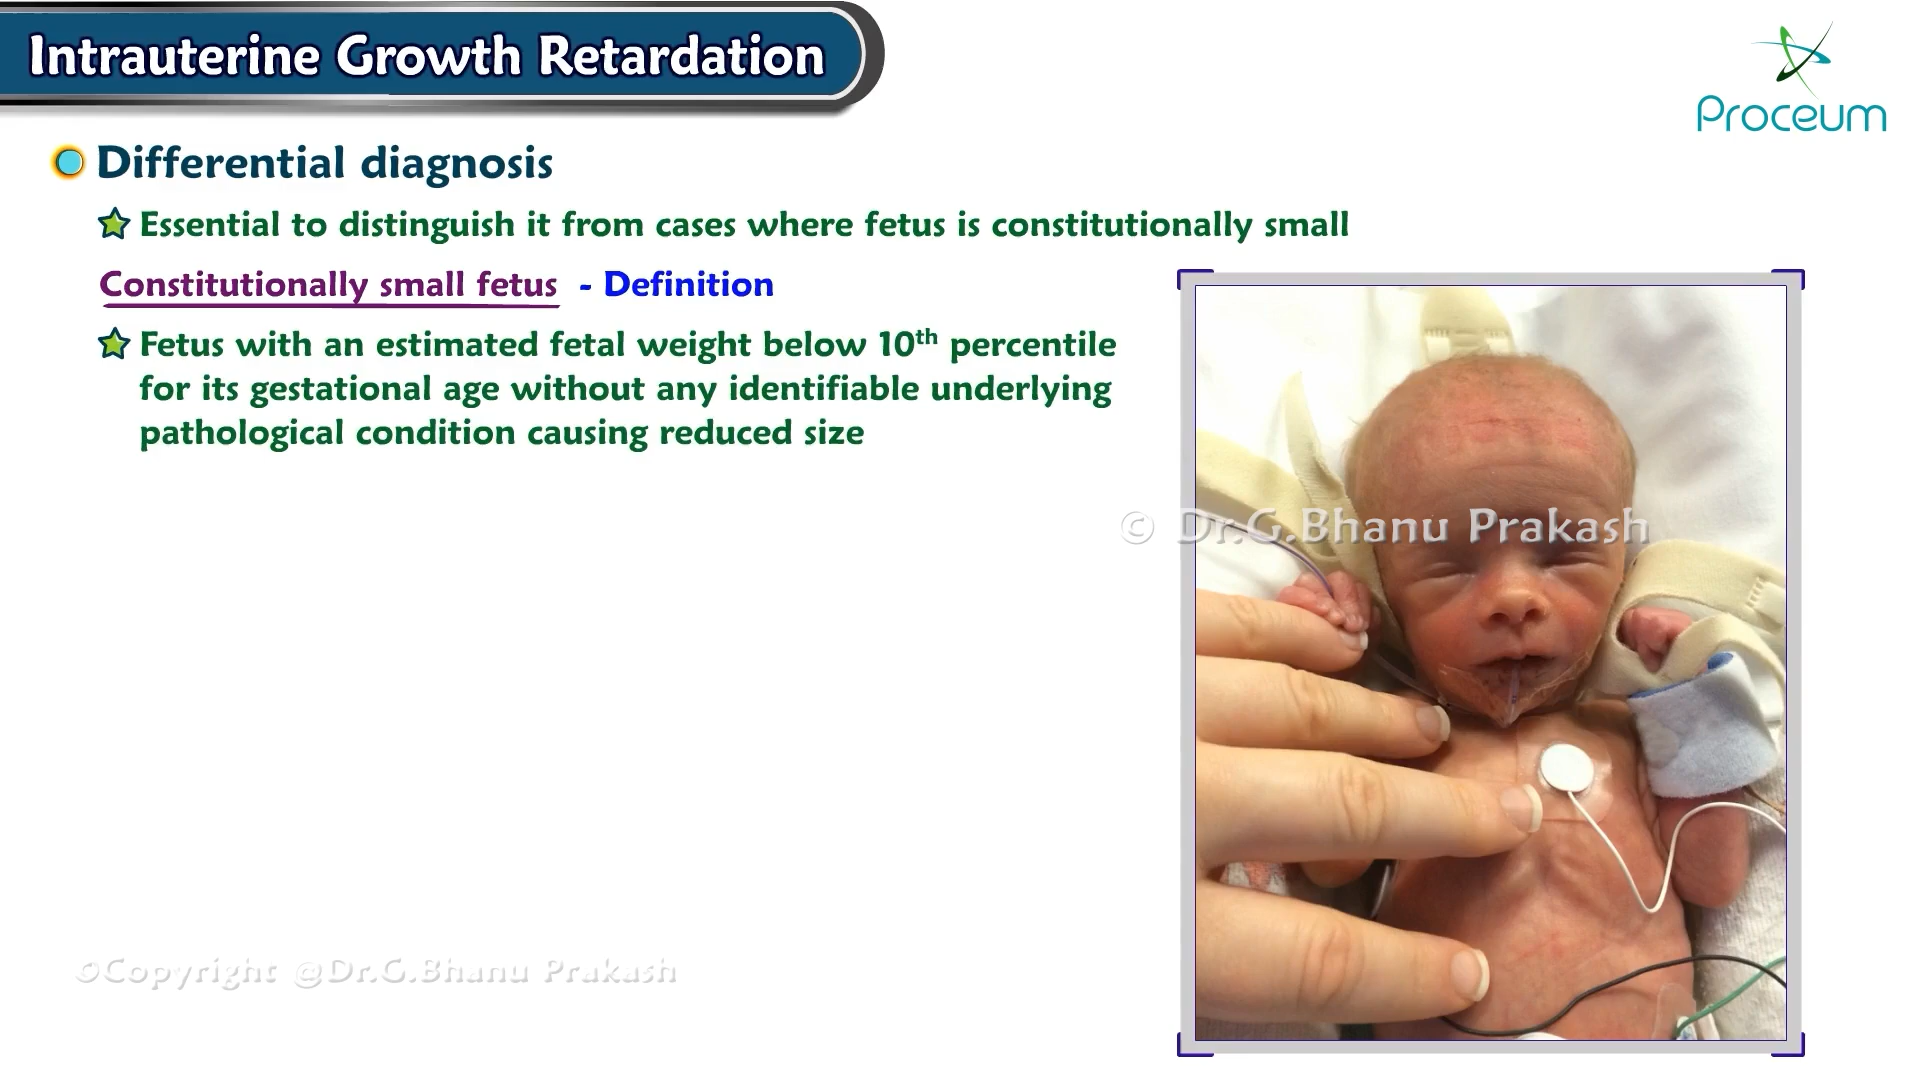 Intrauterine Growth Retardation
Proceum
Differential diagnosis
Essential to distinguish it from cases where fetus is constitutionally small
Constitutionally small fetus - Definition
Fetus with an estimated fetal weight below 10th percentile
for its gestational age without any identifiable underlying
pathological condition causing reduced size
© Dr.G.Bhanu Prakash
©Copyright @Dr.G.Bhanu Prakash